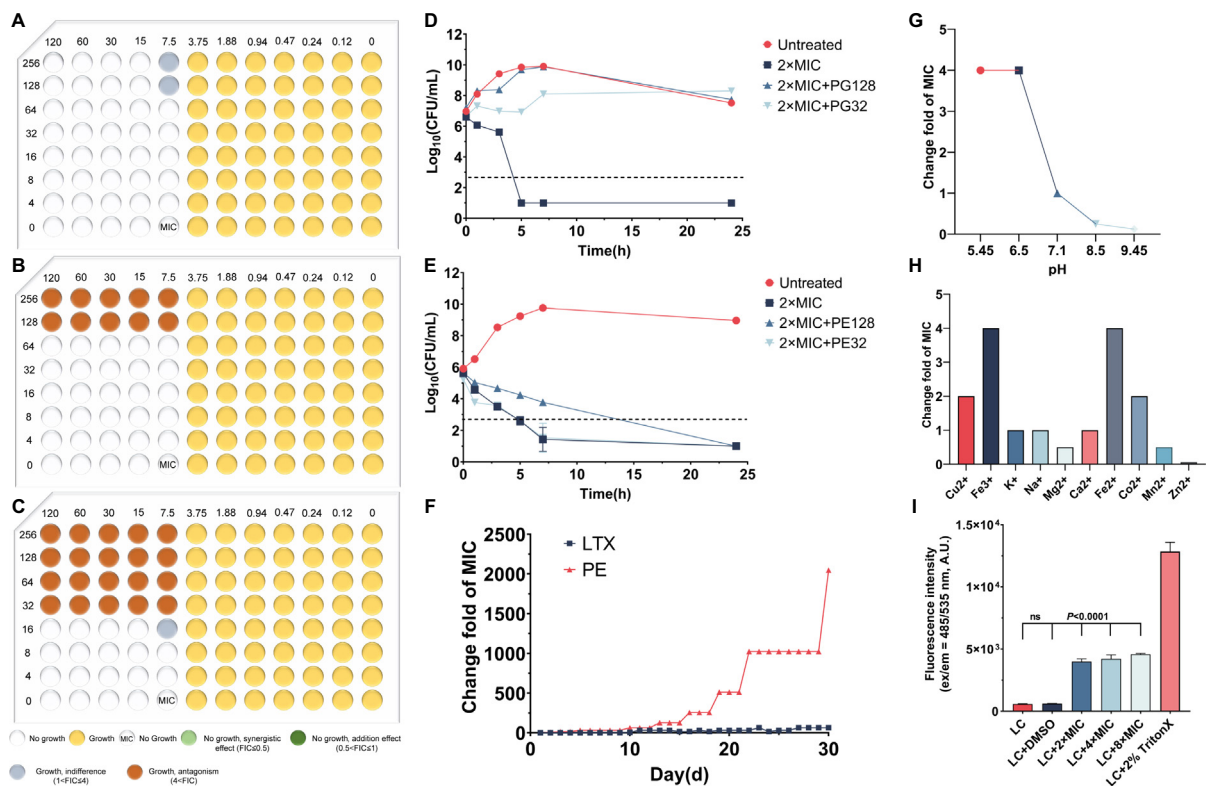 A
120 60 30 15 7.5 3.75 1.88 0.94 0.47 0.24 0.12 0
256
128
64
32
16
8
4
0
MIC
B
120 60 30 15 7.5 3.75 1.88 0.94 0.47 0.24 0.12 0
256
128
64
32
16
8
4
0
MIC
C
120 60 30 15 7.5 3.75 1.88 0.94 0.47 0.24 0.12 0
256
128
64
32
16
8
4
0
MIC
No growth
Growth
MIC
No Growth
No growth, synergistic
effect (FIC≤0.5)
No growth, addition effect
(0.5<FIC≤1)
Growth, indifference
(1<FIC≤4)
Growth, antagonism
(4<FIC)
D
Log10(CFU/mL)
12
10
8
6
4
2
0
0 5 10 15 20 25
Time(h)
Untreated
2×MIC
2×MIC+PG128
2×MIC+PG32
E
Log10(CFU/mL)
12
10
8
6
4
2
0
0 5 10 15 20 25
Time(h)
Untreated
2×MIC
2×MIC+PE128
2×MIC+PE32
F
Change fold of MIC
2500
2000
1500
1000
500
0
0 10 20 30
Day(d)
LTX
PE
G
Change fold of MIC
5
4
3
2
1
0
5.45 6.5 7.1 8.5 9.45
pH
H
Change fold of MIC
5
4
3
2
1
0
Cu2+ Fe3+ K+ Na+ Mg2+ Ca2+ Fe2+ Co2+ Mn2+ Zn2+
I
Fluorescence intensity
(ex/em = 485/535 nm, A.U.)
1.5×10⁴
1×10⁴
5×10³
0
ns
P<0.0001
LC
LC+DMSO
LC+2×MIC
LC+4×MIC
LC+8×MIC
LC+2% TritonX